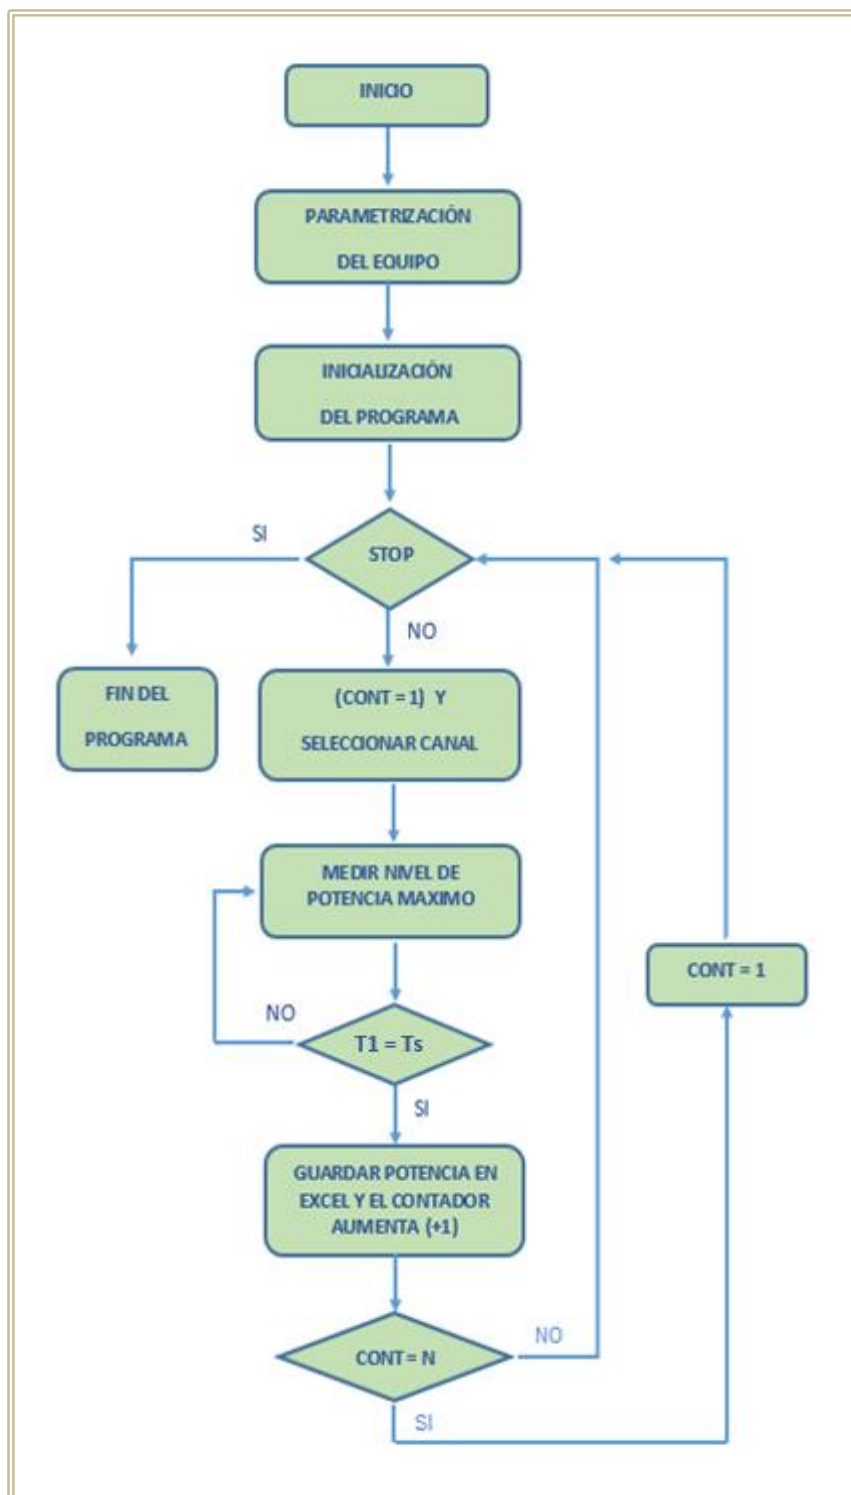 INICIO
PARAMETRIZACIÓN
DEL EQUIPO
INICIALIZACIÓN
DEL PROGRAMA
SI
STOP
NO
FIN DEL
PROGRAMA
(CONT = 1) Y
SELECCIONAR CANAL
MEDIR NIVEL DE
POTENCIA MAXIMO
CONT = 1
NO
T1 = Ts
SI
GUARDAR POTENCIA EN
EXCEL Y EL CONTADOR
AUMENTA (+1)
NO
CONT = N
SI